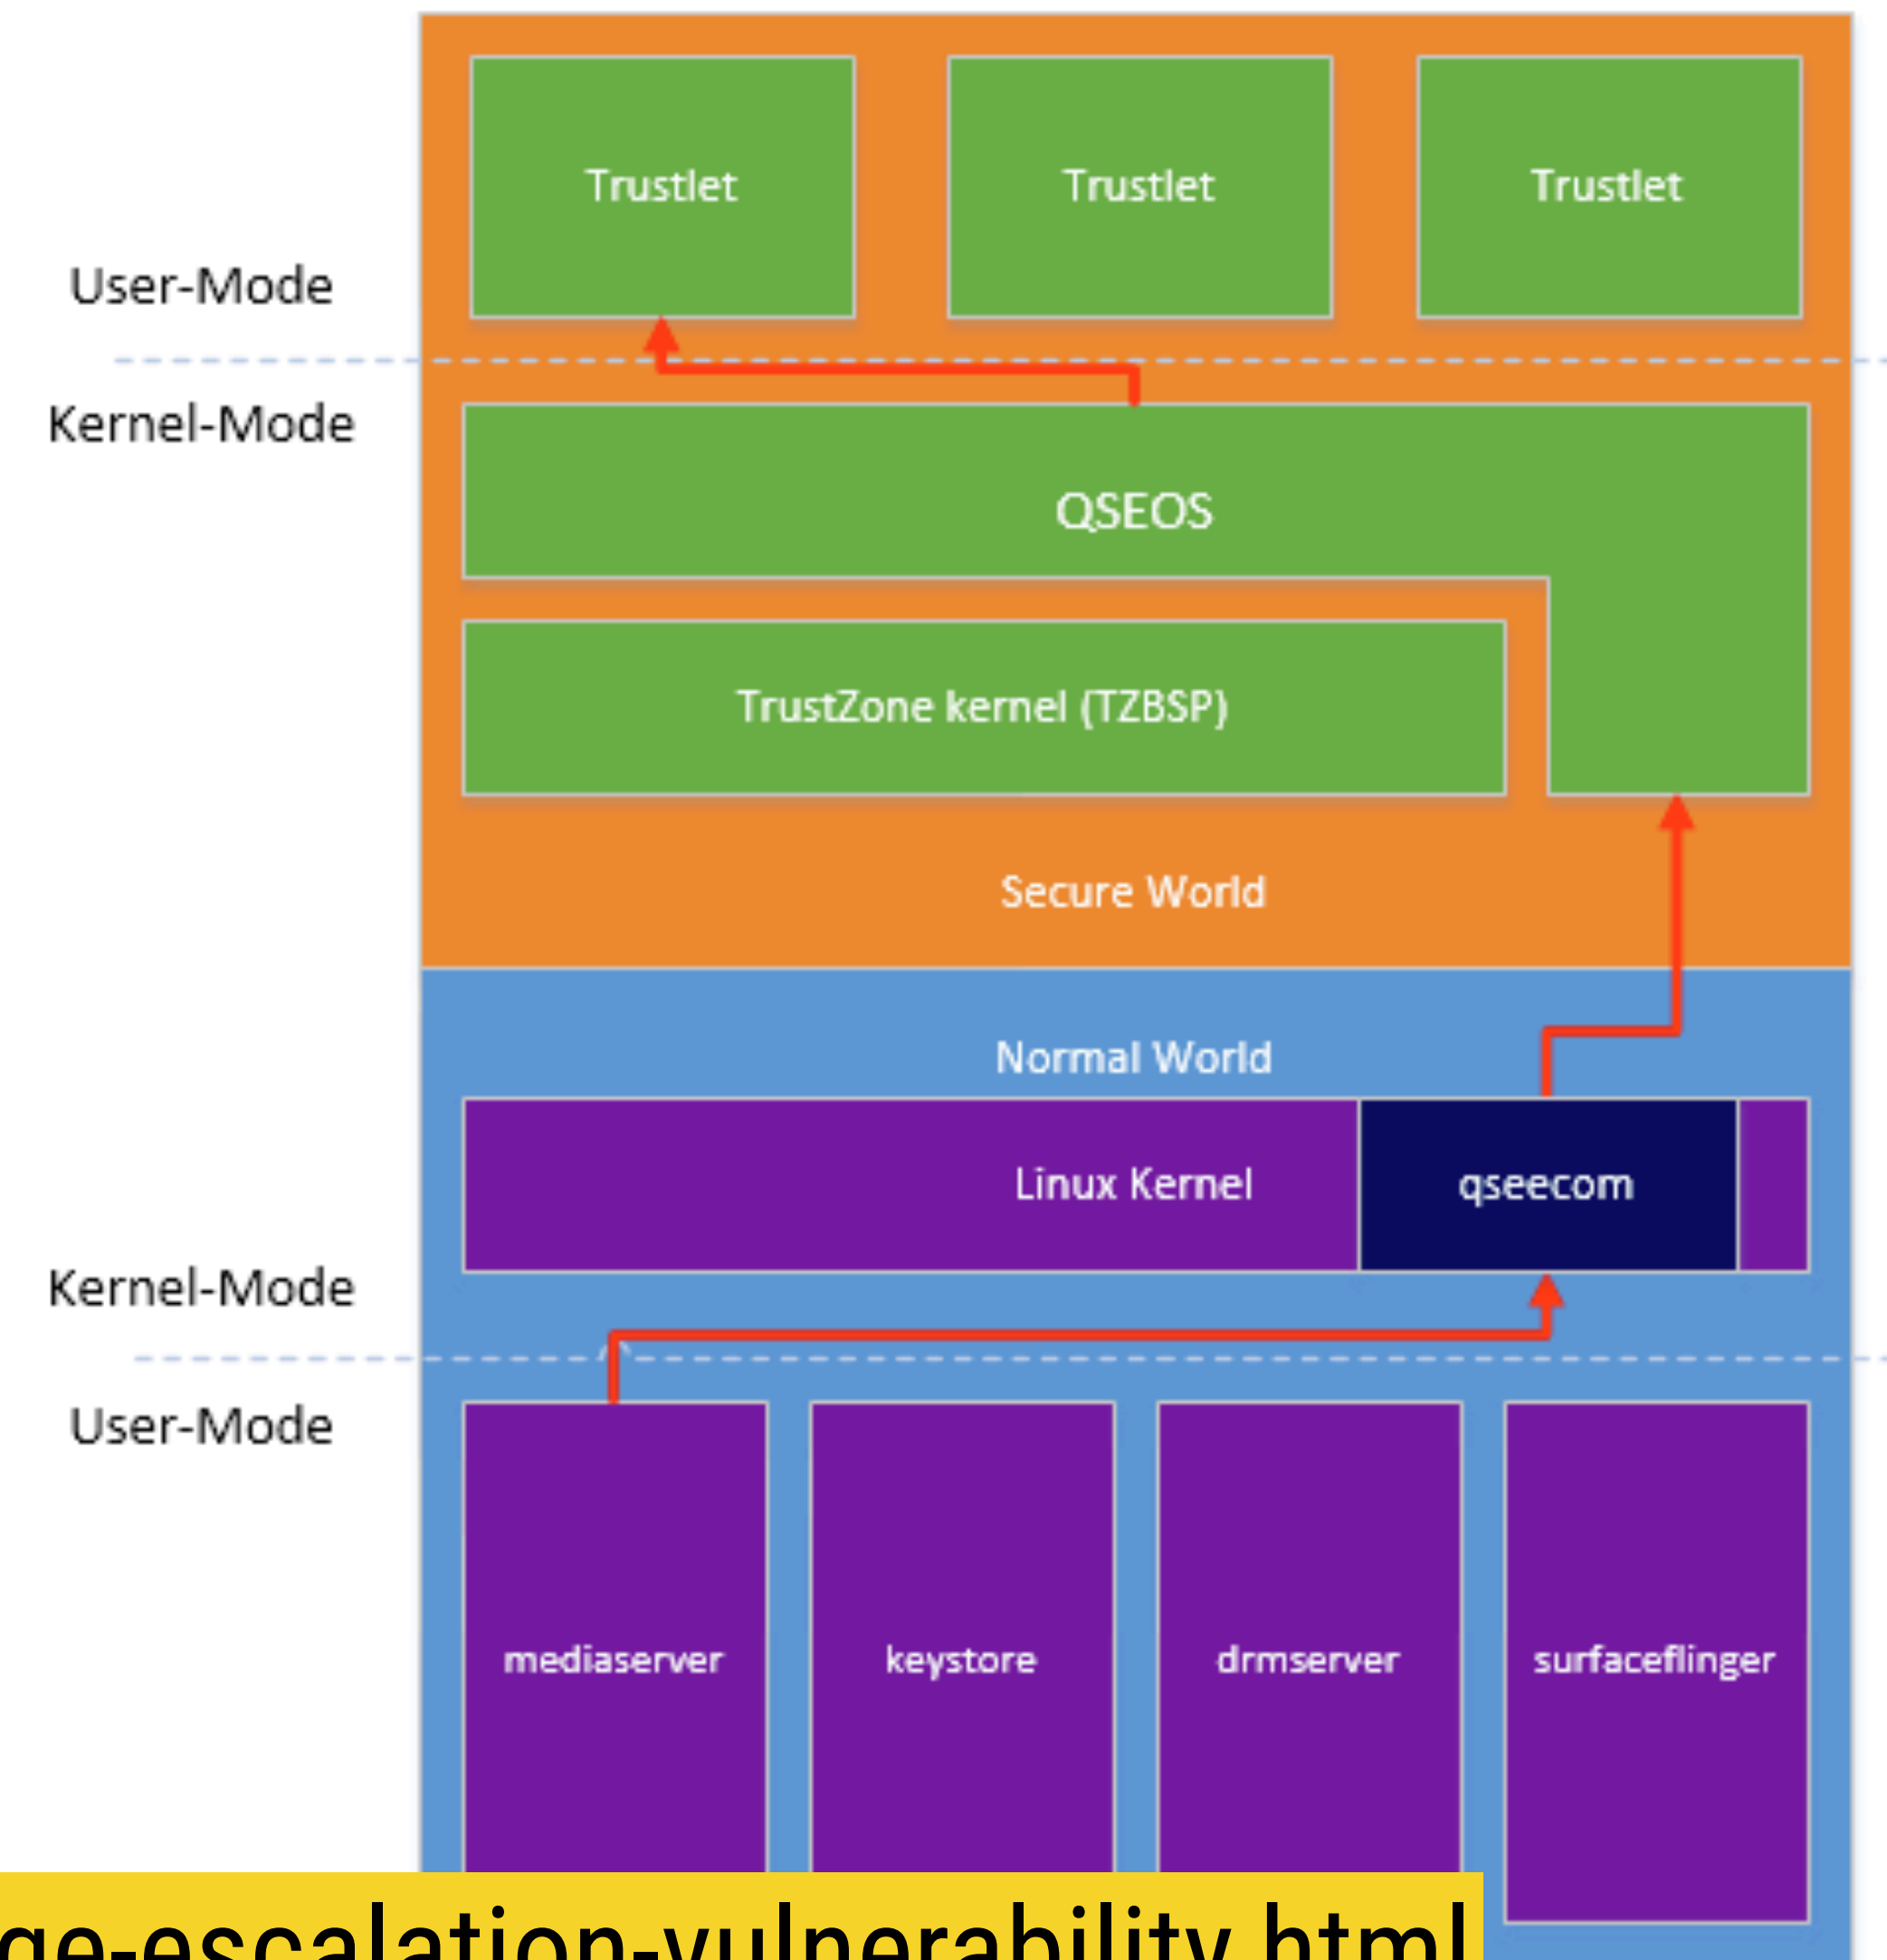 Trustlet Trustlet Trustlet
User-Mode
Kernel-Mode
QSEOS
TrustZone kernel (TZBSP)
Secure World
Normal World
Linux Kernel qseecom
Kernel-Mode
User-Mode
mediaserver keystore drmserver surfaceflinger
ge-escalation-vulnerability.html